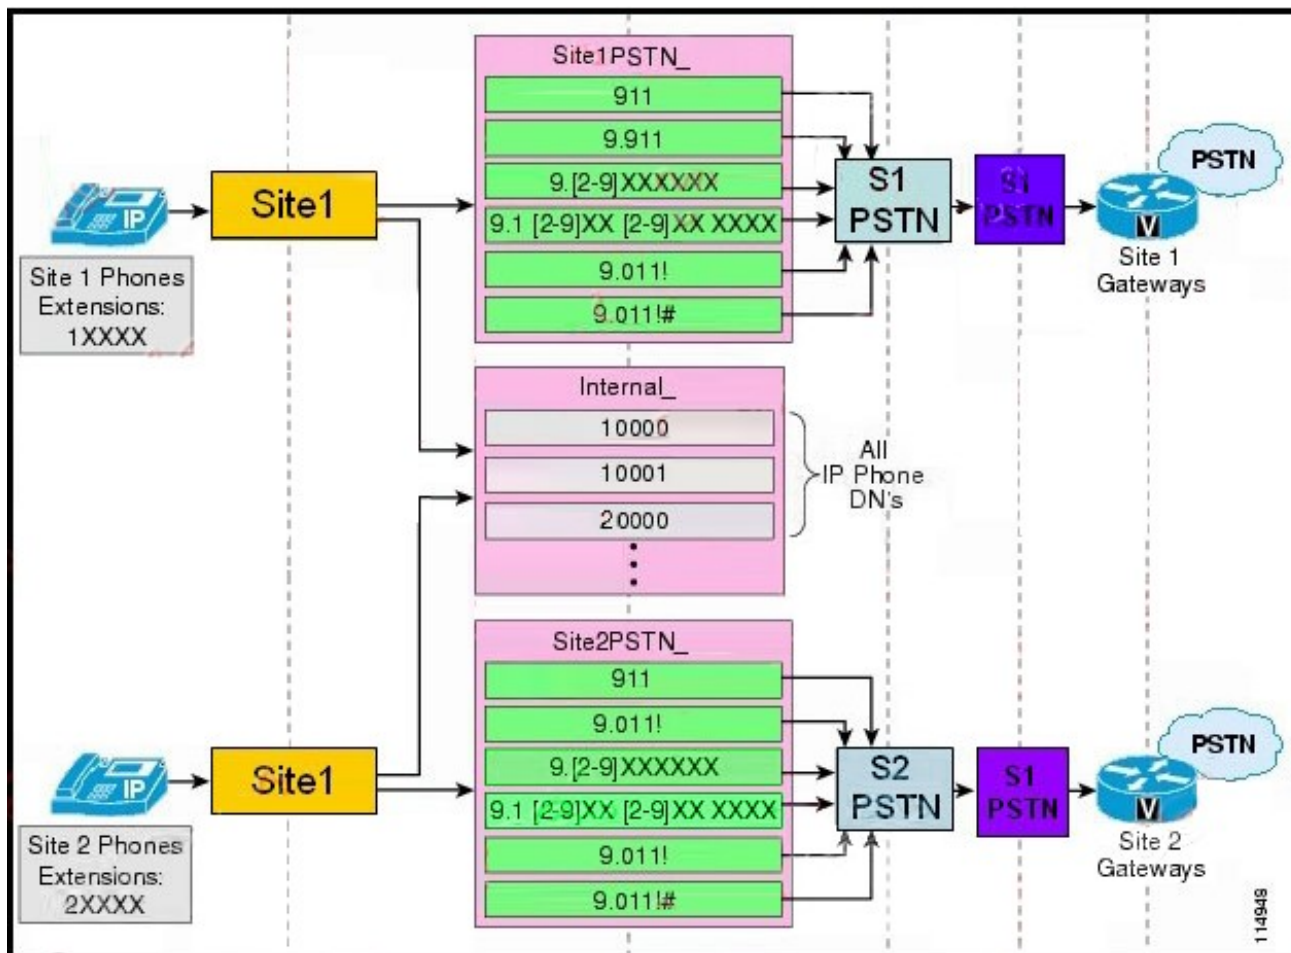 Site1PSTN_
911
9.911
9.[2-9]XXXXXX
9.1 [2-9]XX [2-9]XX XXXX
9.011!
9.011!#
IP
Site1
S1
PSTN
S1
PSTN
PSTN
V
Site 1
Gateways
Site 1 Phones
Extensions:
1XXXX
Internal_
10000
10001
20000
All
IP Phone
DN's
Site2PSTN_
911
9.011!
9.[2-9]XXXXXX
9.1 [2-9]XX [2-9]XX XXXX
9.011!
9.011!#
IP
Site1
S2
PSTN
S1
PSTN
PSTN
V
Site 2
Gateways
Site 2 Phones
Extensions:
2XXXX
114948